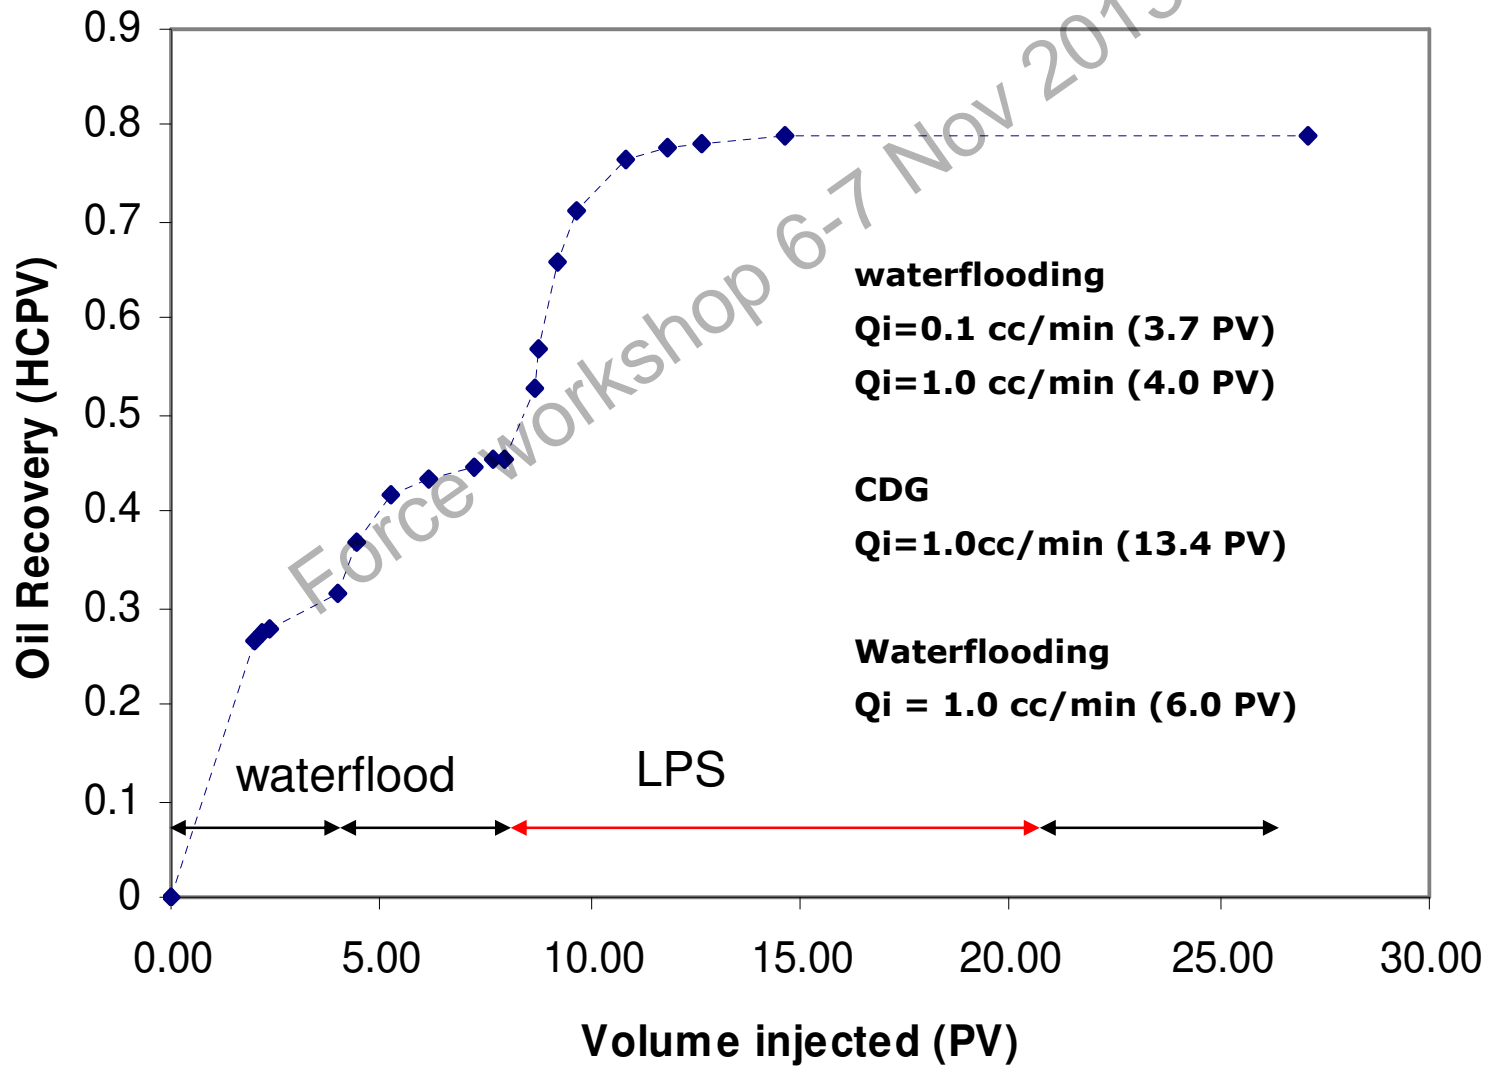 0.9
0.8
0.7
0.6
0.5
0.4
0.3
0.2
0.1
0
Oil Recovery (HCPV)
Force workshop 6-7 Nov 2013
waterflooding
Qi=0.1 cc/min (3.7 PV)
Qi=1.0 cc/min (4.0 PV)
CDG
Qi=1.0cc/min (13.4 PV)
Waterflooding
Qi = 1.0 cc/min (6.0 PV)
waterflood
LPS
0.00 5.00 10.00 15.00 20.00 25.00 30.00
Volume injected (PV)